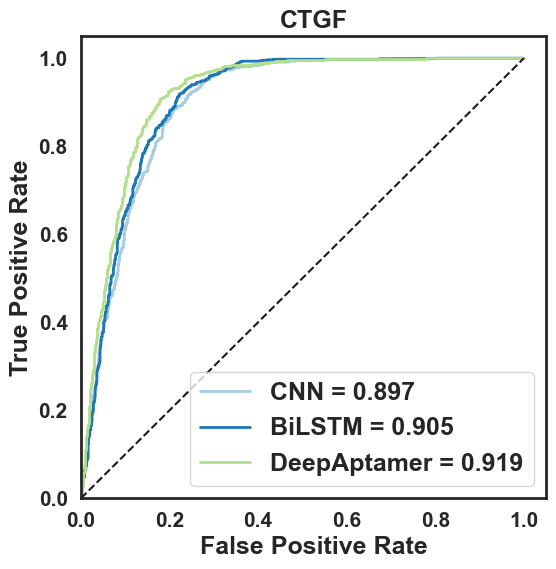 CTGF
True Positive Rate
1.0
0.8
0.6
0.4
0.2
0.0
CNN = 0.897
BiLSTM = 0.905
DeepAptamer = 0.919
0.0 0.2 0.4 0.6 0.8 1.0
False Positive Rate